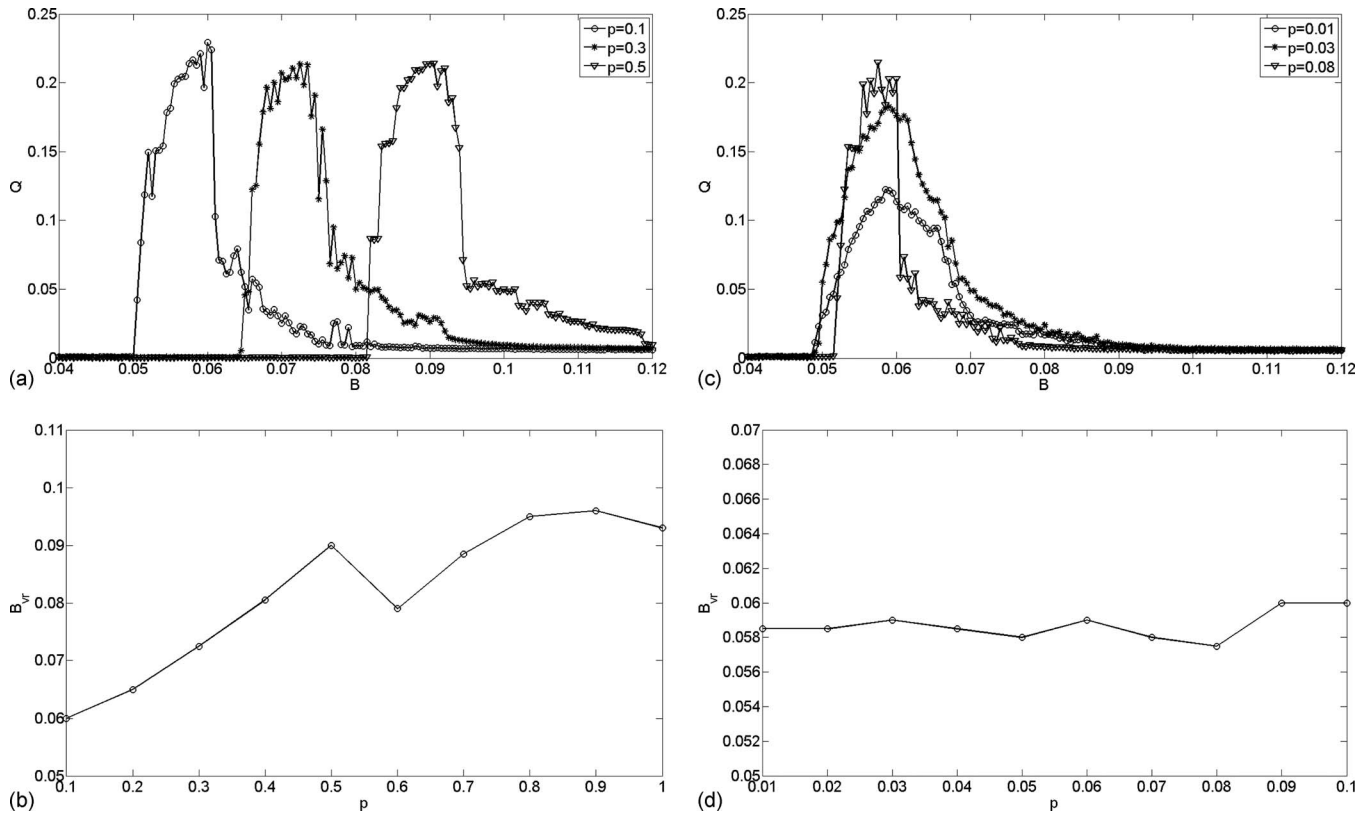 0.25
0.2
0.15
0.1
0.05
0
Q
p=0.1
p=0.3
p=0.5
0.04 0.05 0.06 0.07 0.08 0.09 0.1 0.11 0.12
B
(a)
0.25
0.2
0.15
0.1
0.05
0
Q
p=0.01
p=0.03
p=0.08
0.04 0.05 0.06 0.07 0.08 0.09 0.1 0.11 0.12
B
(c)
0.11
0.1
0.09
0.08
0.07
0.06
0.05
B_vr
0.1 0.2 0.3 0.4 0.5 0.6 0.7 0.8 0.9 1
p
(b)
0.07
0.068
0.066
0.064
0.062
0.06
0.058
0.056
0.054
0.052
0.05
B_vr
0.01 0.02 0.03 0.04 0.05 0.06 0.07 0.08 0.09 0.1
p
(d)